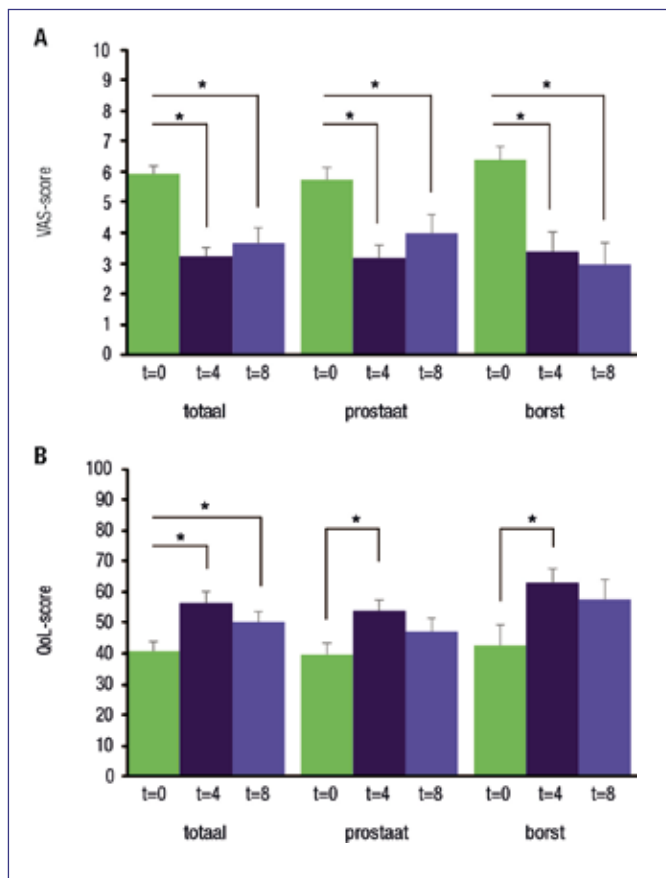 A
10
9
8
7
6
5
4
3
2
1
0
VAS-score
* * * * * *
t=0 t=4 t=8 t=0 t=4 t=8 t=0 t=4 t=8
totaal prostaat borst
B
100
90
80
70
60
50
40
30
20
10
0
QoL-score
* * * *
t=0 t=4 t=8 t=0 t=4 t=8 t=0 t=4 t=8
totaal prostaat borst